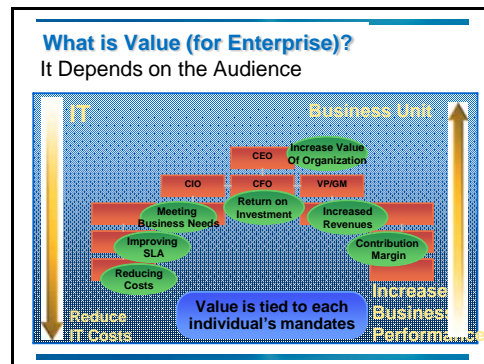 What is Value (for Enterprise)?
It Depends on the Audience
IT
Business Unit
Increase Value
Of Organization
CEO
CIO
CFO
VP/GM
Meeting
Business Needs
Return on
Investment
Increased
Revenues
Improving
SLA
Contribution
Margin
Reducing
Costs
Reduce
IT Costs
Value is tied to each
individual's mandates
Increase
Business
Performance